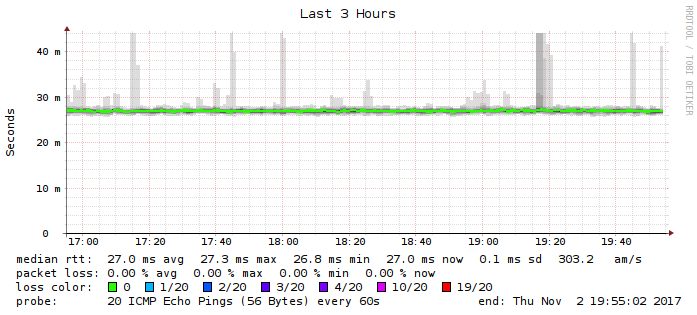 Last 3 Hours
RRDTOOL / TOBI OETIKER
Seconds
40 m
30 m
20 m
10 m
0
17:00 17:20 17:40 18:00 18:20 18:40 19:00 19:20 19:40
median rtt: 27.0 ms avg 27.3 ms max 26.8 ms min 27.0 ms now 0.1 ms sd 303.2 am/s
packet loss: 0.00 % avg 0.00 % max 0.00 % min 0.00 % now
loss color: 0 1/20 2/20 3/20 4/20 10/20 19/20
probe: 20 ICMP Echo Pings (56 Bytes) every 60s end: Thu Nov 2 19:55:02 2017